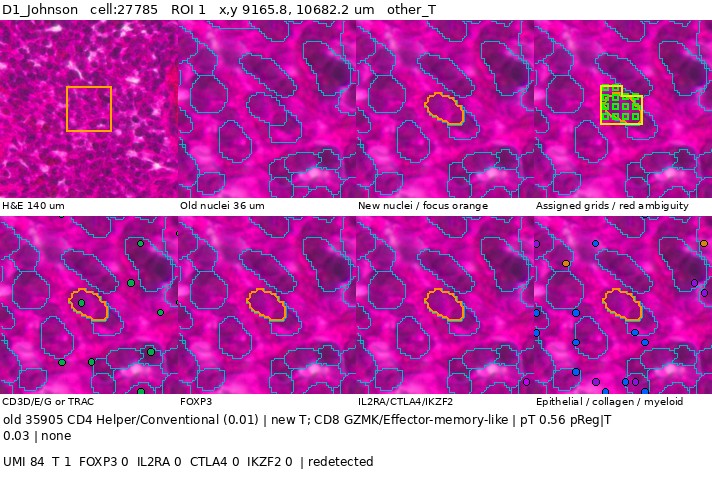 D1_Johnson cell:27785 ROI 1 x,y 9165.8, 10682.2 um other_T
H&E 140 um
Old nuclei 36 um
New nuclei / focus orange
Assigned grids / red ambiguity
CD3D/E/G or TRAC
FOXP3
IL2RA/CTLA4/IKZF2
Epithelial / collagen / myeloid
old 35905 CD4 Helper/Conventional (0.01) | new T; CD8 GZMK/Effector-memory-like | pT 0.56 pReg|T
0.03 | none
UMI 84 T 1 FOXP3 0 IL2RA 0 CTLA4 0 IKZF2 0 | redetected